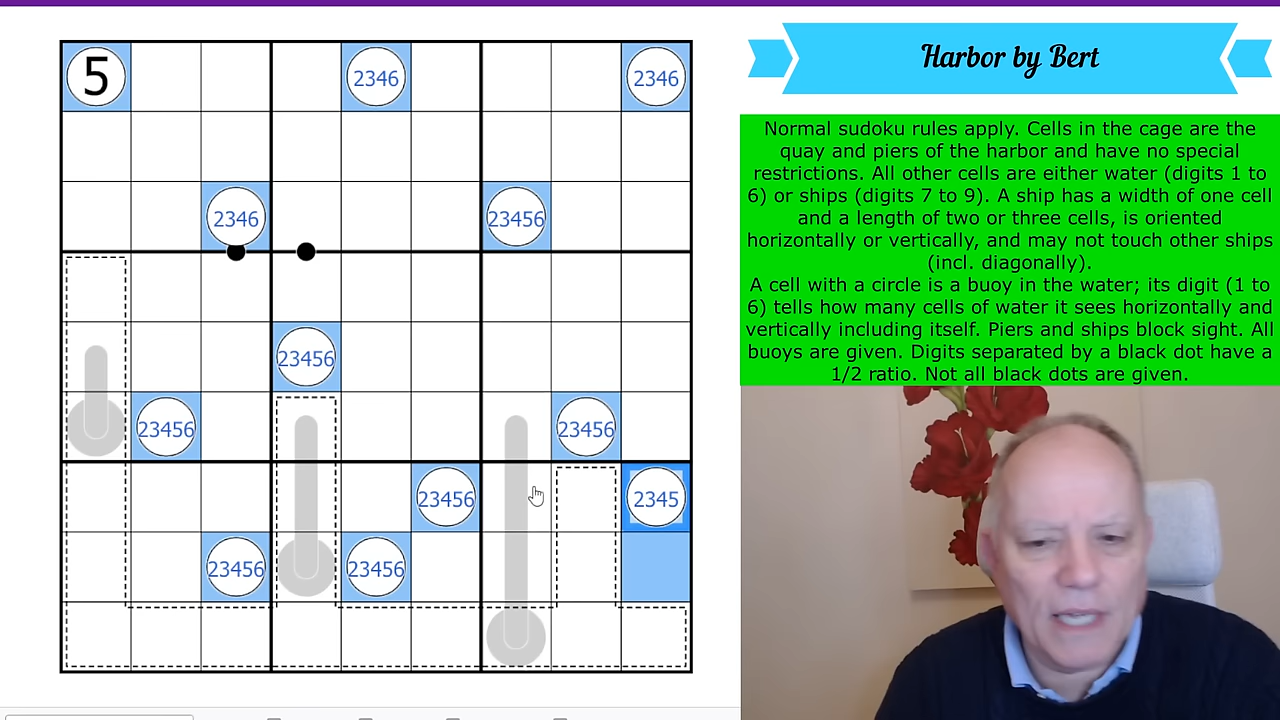 Harbor by Bert
5
2346
2346
Normal sudoku rules apply. Cells in the cage are the
quay and piers of the harbor and have no special
restrictions. All other cells are either water (digits 1 to
6) or ships (digits 7 to 9). A ship has a width of one cell
and a length of two or three cells, is oriented
horizontally or vertically, and may not touch other ships
(incl. diagonally).
A cell with a circle is a buoy in the water; its digit (1 to
6) tells how many cells of water it sees horizontally and
vertically including itself. Piers and ships block sight. All
buoys are given. Digits separated by a black dot have a
1/2 ratio. Not all black dots are given.
2346
23456
23456
23456
23456
23456
2345
23456
23456